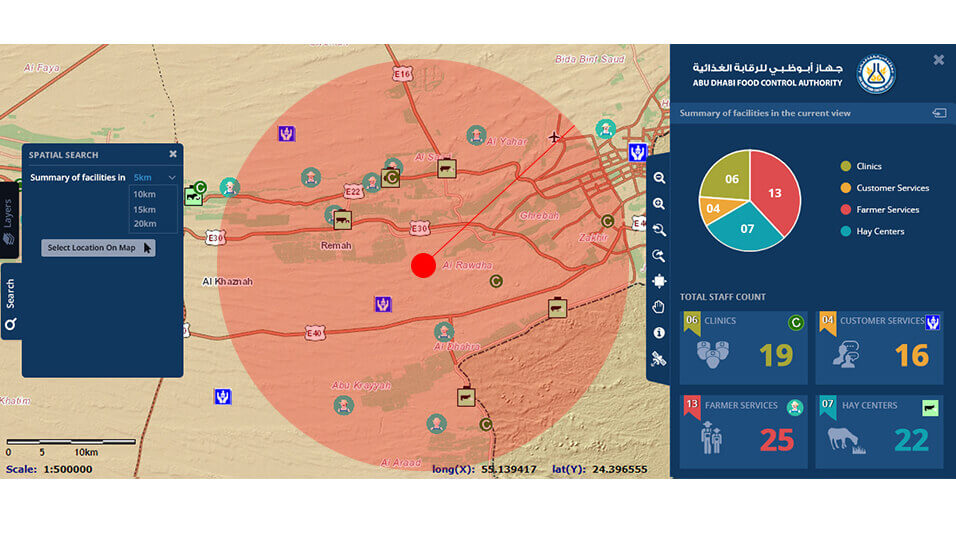 Al Faya
E16
Bida Bint Saud
Al Yahar
E22
Ghrebah
E30
E30
Remah
Zakhir
E4
Al Rawdha
Al Khaznah
E40
Al Dhahra
Abu Krayyah
Khatim
Al Araad
0 5 10km
Scale: 1:500000
long(X): 55.139417 lat(Y): 24.396555
Layers
Search
SPATIAL SEARCH
Summary of facilities in 5km
10km
15km
20km
Select Location On Map
جهاز أبوظبي للرقابة الغذائية
ABU DHABI FOOD CONTROL AUTHORITY
Summary of facilities in the current view
06
13
04
07
Clinics
Customer Services
Farmer Services
Hay Centers
TOTAL STAFF COUNT
06 CLINICS C
19
04 CUSTOMER SERVICES
16
13 FARMER SERVICES
25
07 HAY CENTERS
22